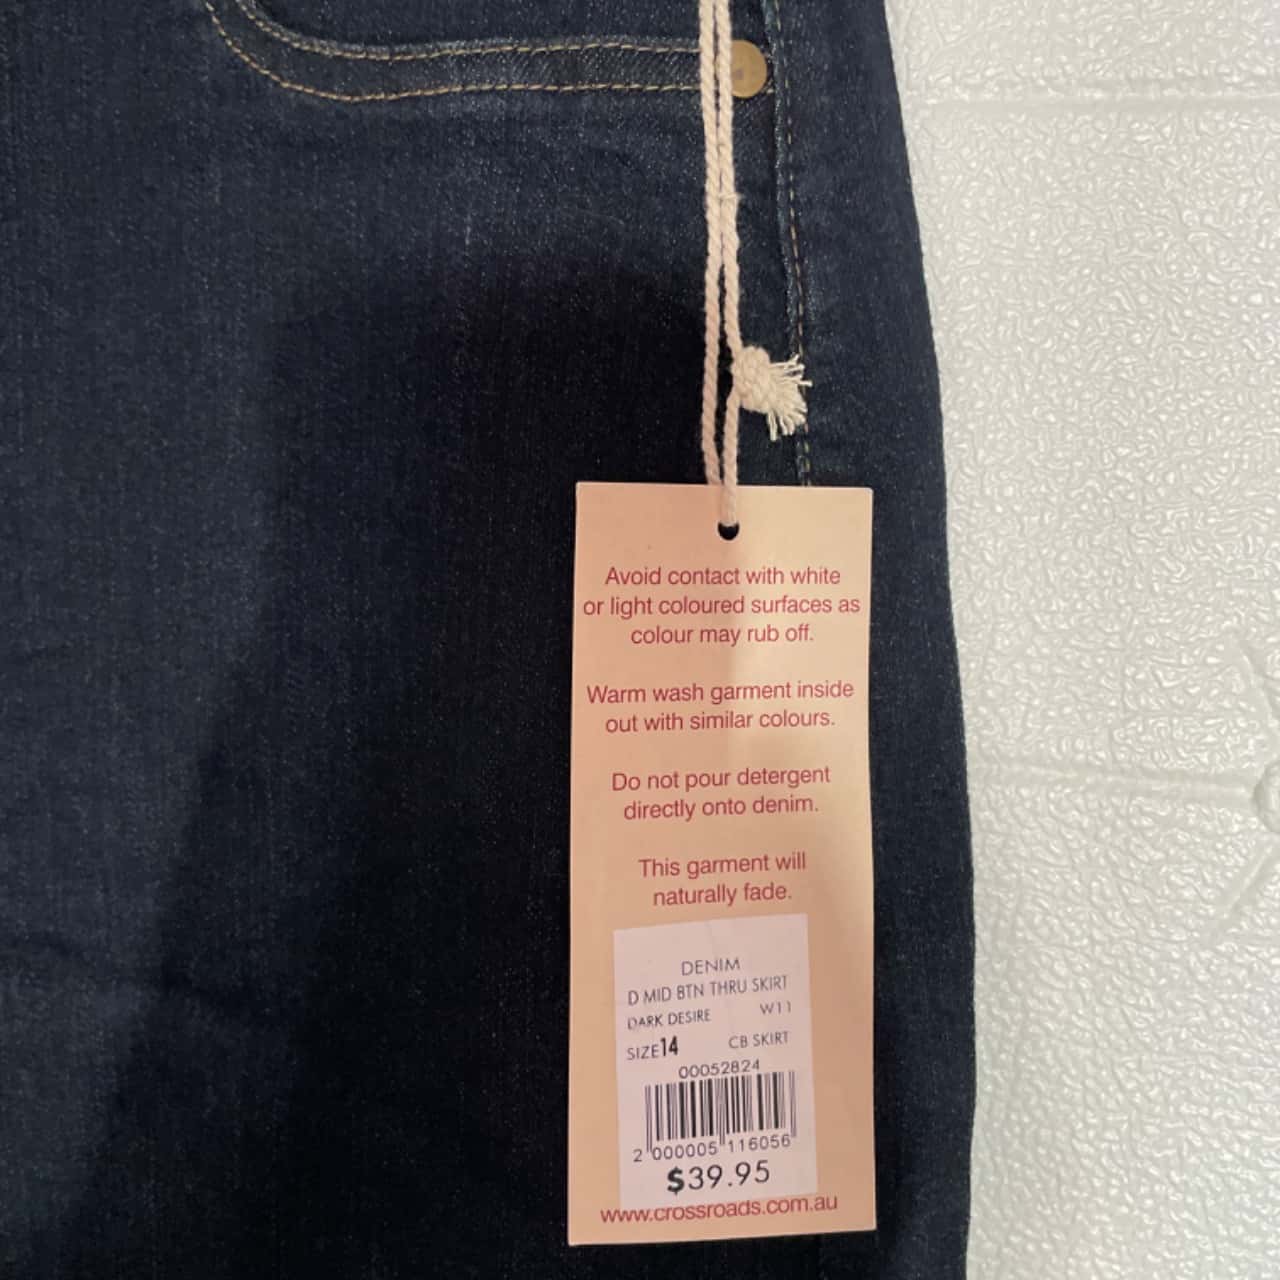 Avoid contact with white
or light coloured surfaces as
colour may rub off.
Warm wash garment inside
out with similar colours.
Do not pour detergent
directly onto denim.
This garment will
naturally fade.
DENIM
D MID BTN THRU SKIRT
DARK DESIRE W11
SIZE 14 CB SKIRT
00052824
2 000005 116056
$39.95
www.crossroads.com.au